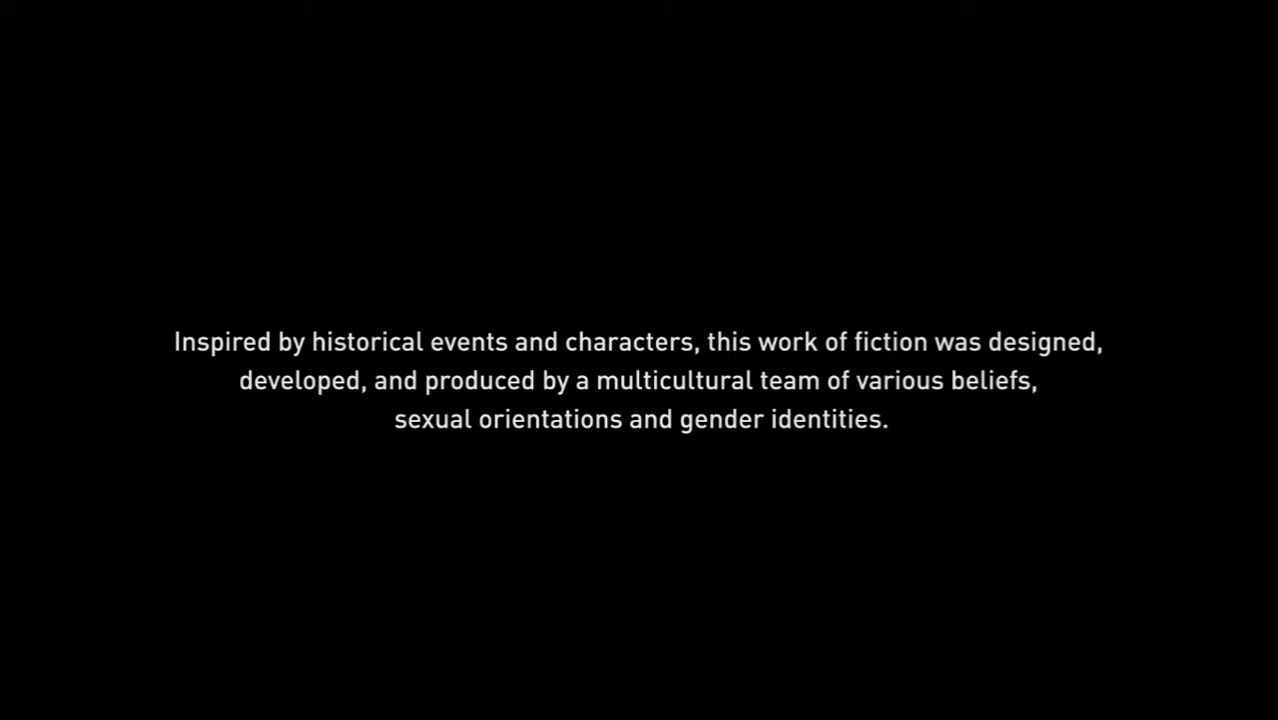 Inspired by historical events and characters, this work of fiction was designed,
developed, and produced by a multicultural team of various beliefs,
sexual orientations and gender identities.